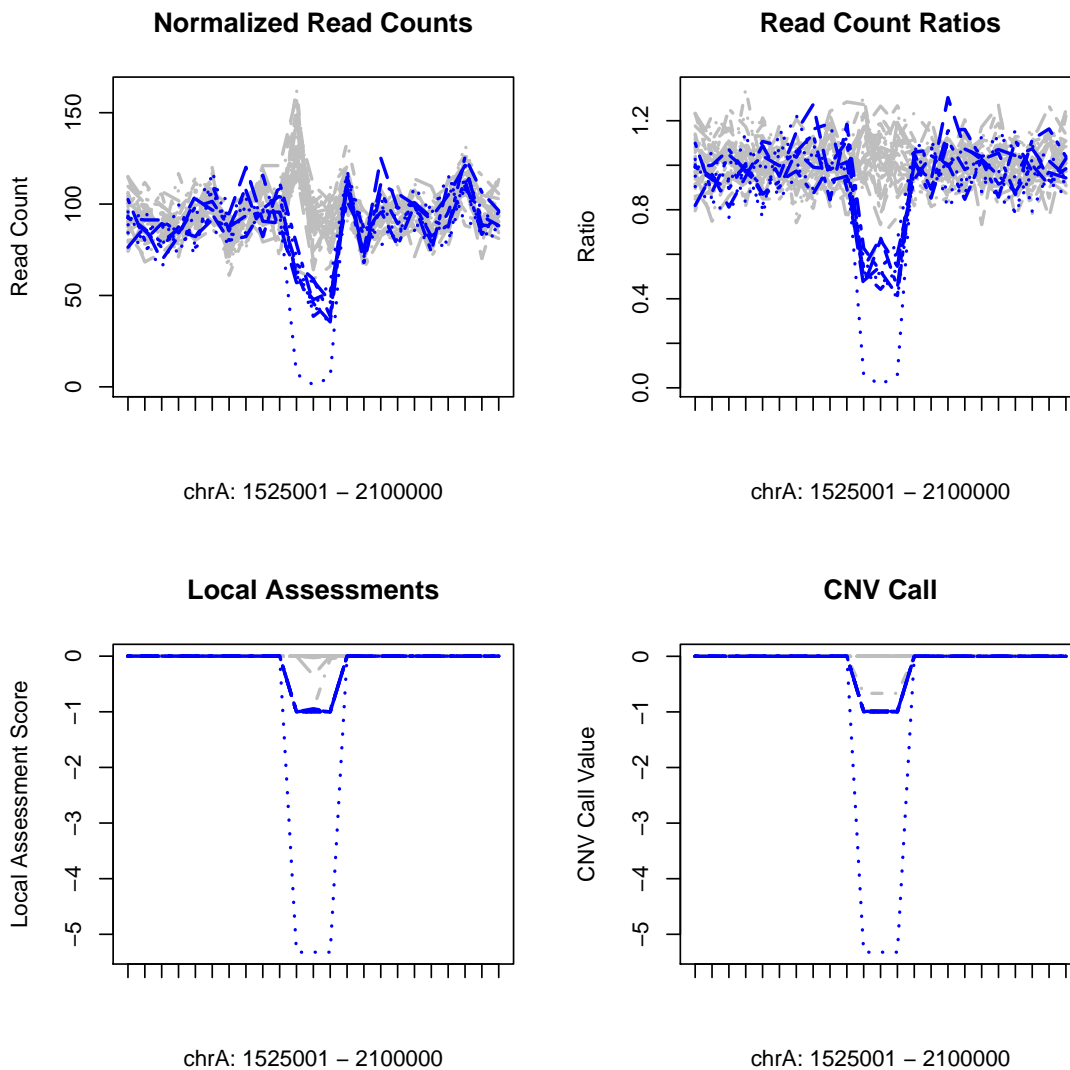 Normalized Read Counts
Read Count
0
50
100
150
chrA: 1525001 − 2100000
Read Count Ratios
Ratio
0.0
0.4
0.8
1.2
chrA: 1525001 − 2100000
Local Assessments
Local Assessment Score
−5
−4
−3
−2
−1
0
chrA: 1525001 − 2100000
CNV Call
CNV Call Value
−5
−4
−3
−2
−1
0
chrA: 1525001 − 2100000